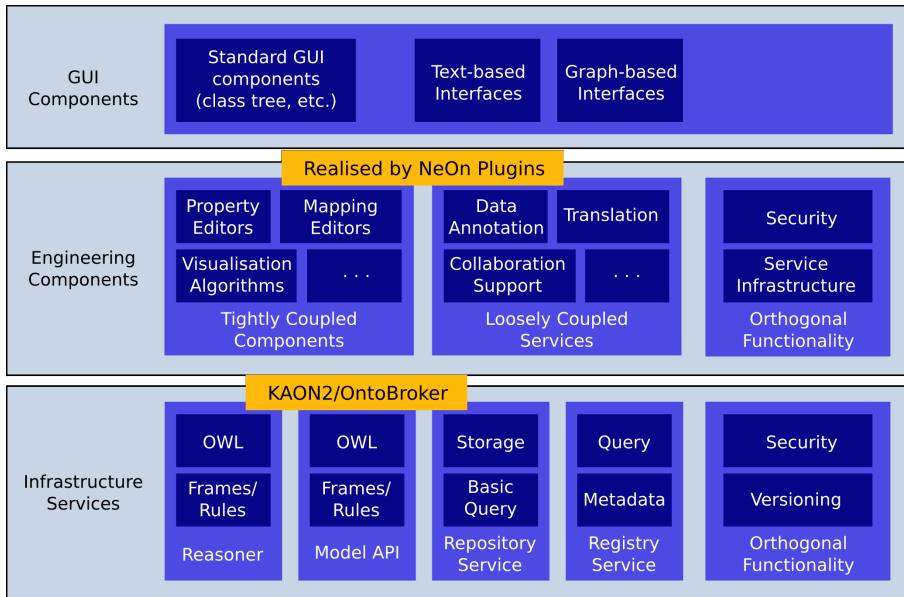 GUI
Components
Standard GUI
components
(class tree, etc.)
Text-based
Interfaces
Graph-based
Interfaces
Realised by NeOn Plugins
Engineering
Components
Property
Editors
Mapping
Editors
Visualisation
Algorithms
. . .
Tightly Coupled
Components
Data
Annotation
Translation
Collaboration
Support
. . .
Loosely Coupled
Services
Security
Service
Infrastructure
Orthogonal
Functionality
KAON2/OntoBroker
Infrastructure
Services
OWL
Frames/
Rules
Reasoner
OWL
Frames/
Rules
Model API
Storage
Basic
Query
Repository
Service
Query
Metadata
Registry
Service
Security
Versioning
Orthogonal
Functionality